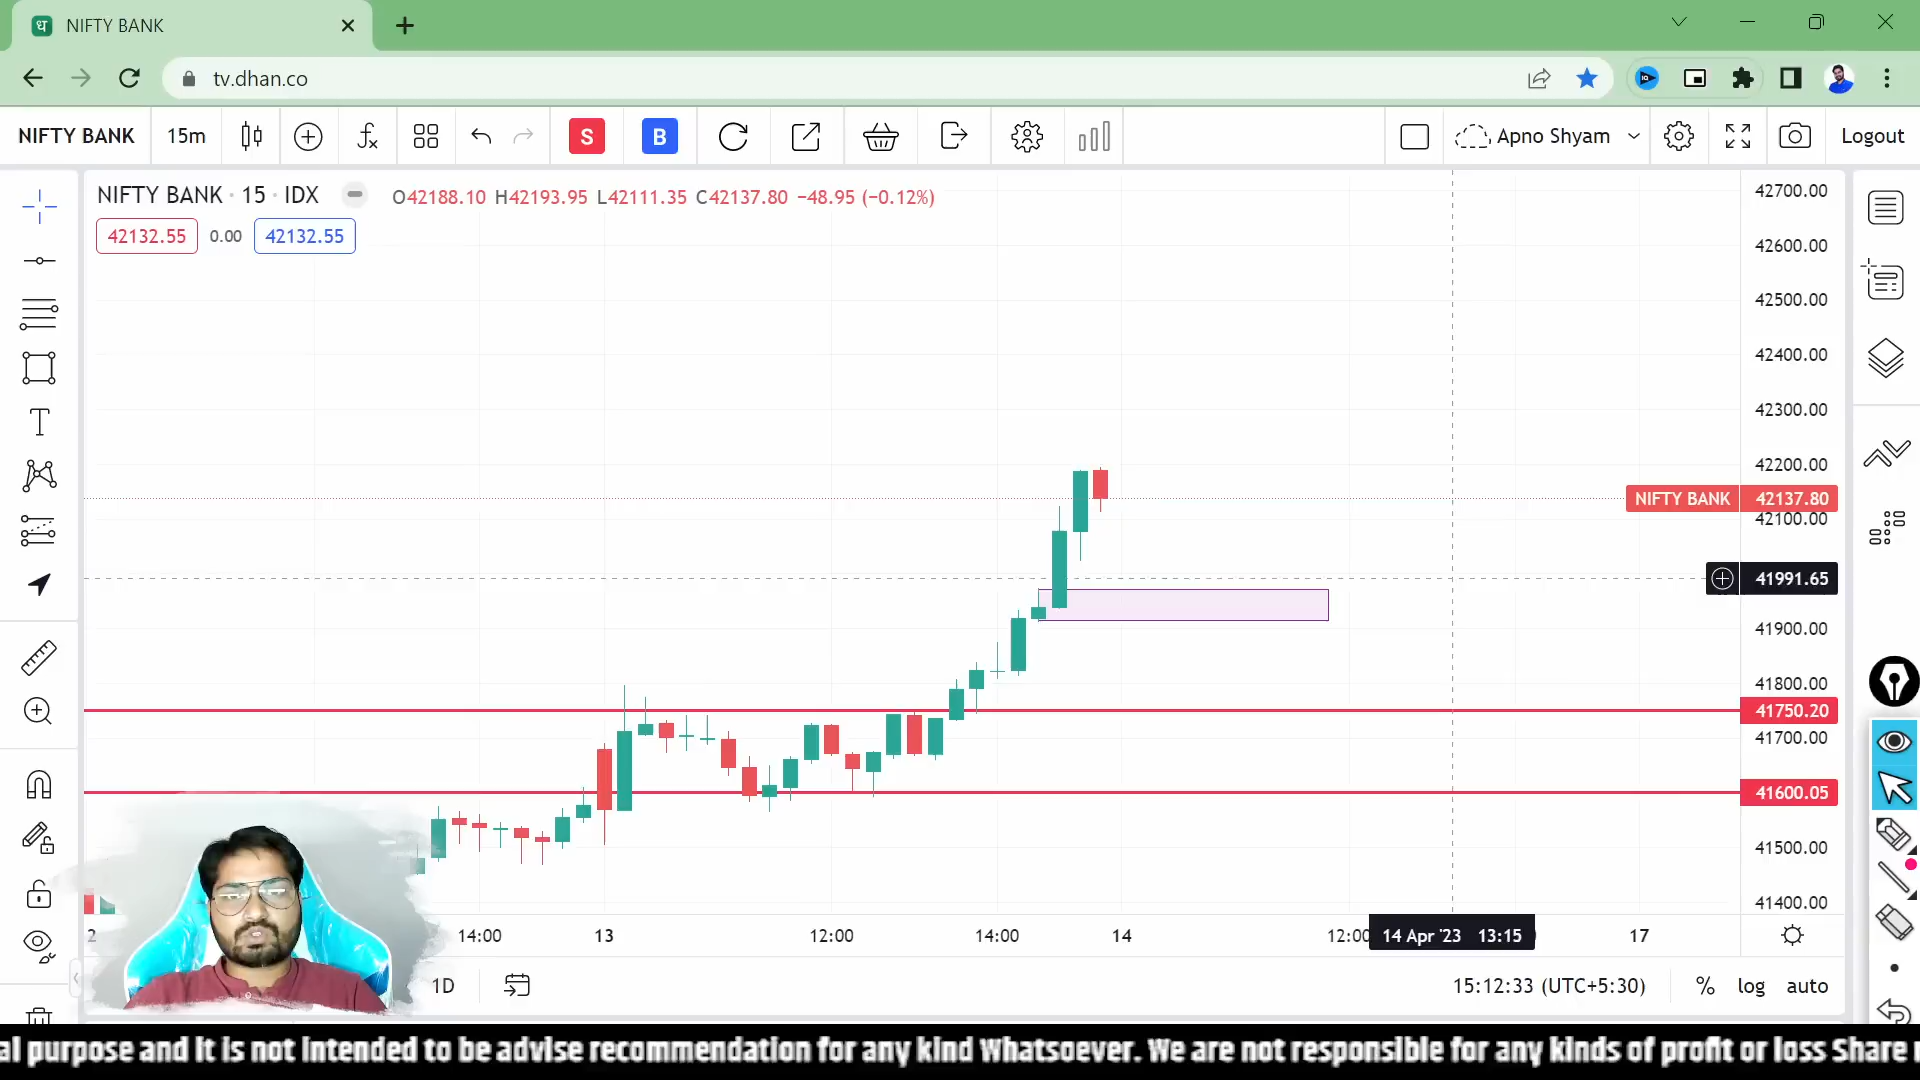 ध NIFTY BANK
tv.dhan.co
NIFTY BANK 15m S B Apno Shyam Logout
NIFTY BANK · 15 · IDX O42188.10 H42193.95 L42111.35 C42137.80 −48.95 (−0.12%)
42132.55 0.00 42132.55
42700.00
42600.00
42500.00
42400.00
42300.00
42200.00
NIFTY BANK 42137.80
42100.00
41991.65
41900.00
41800.00
41750.20
41700.00
41600.05
41500.00
41400.00
2 14:00 13 12:00 14:00 14 12:00 14 Apr '23 13:15 17
1D 15:12:33 (UTC+5:30) % log auto
al purpose and it is not intended to be advise recommendation for any kind Whatsoever. We are not responsible for any kinds of profit or loss Share